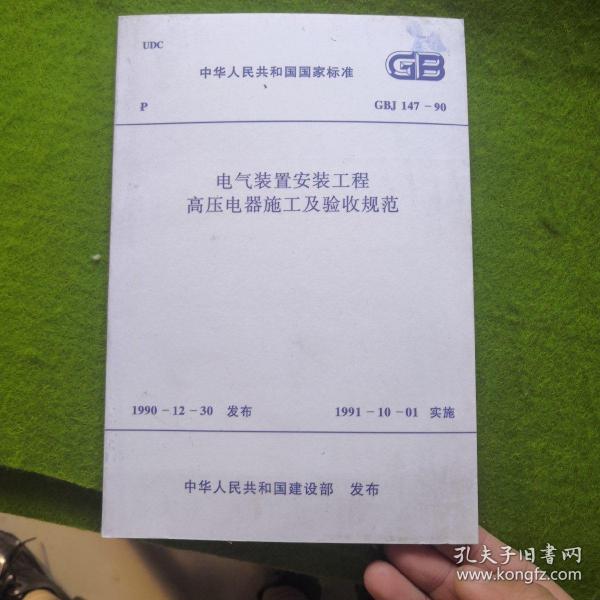 UDC
中华人民共和国国家标准
GB
P
GBJ 147-90
电气装置安装工程
高压电器施工及验收规范
1990-12-30 发布
1991-10-01 实施
中华人民共和国建设部 发布
孔夫子旧书网
www.kongfz.com